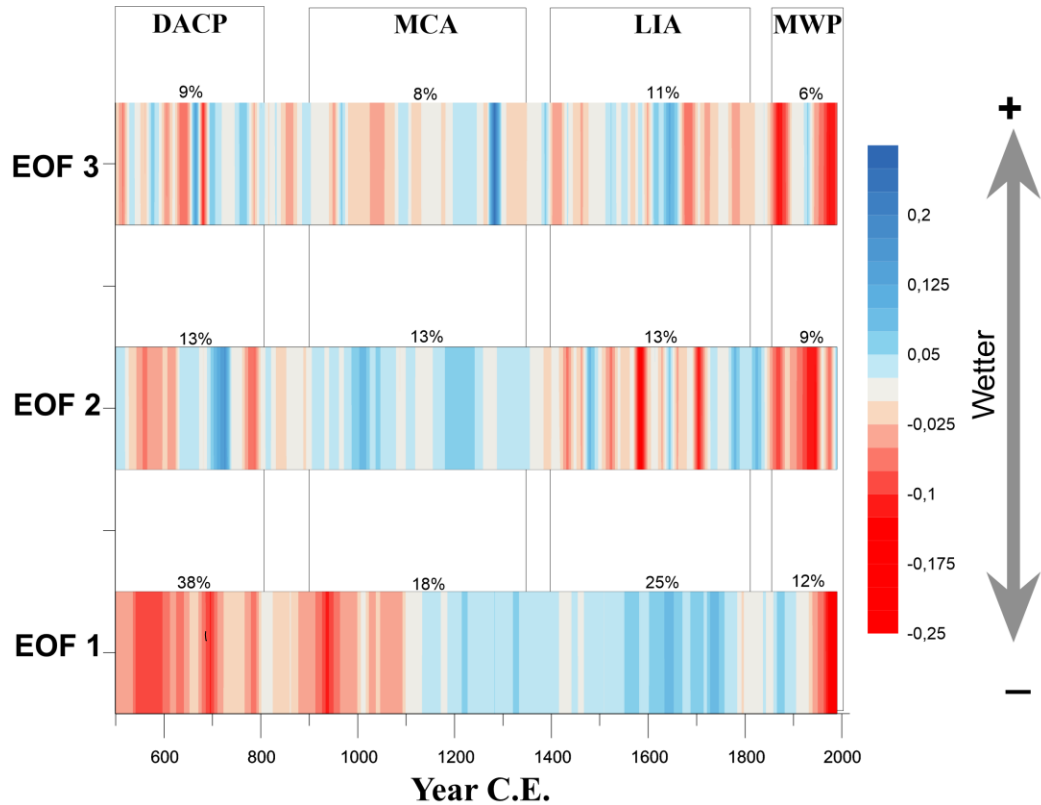 DACP MCA LIA MWP
9% 8% 11% 6%
EOF 3
13% 13% 13% 9%
EOF 2
38% 18% 25% 12%
EOF 1
600 800 1000 1200 1400 1600 1800 2000
Year C.E.
0,2
0,125
0,05
-0,025
-0,1
-0,175
-0,25
+
Wetter
−